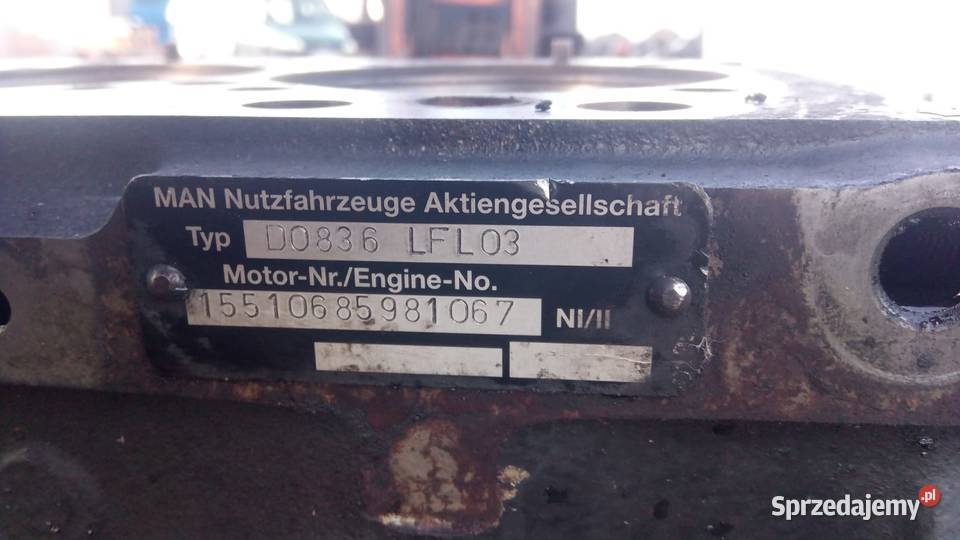 MAN Nutzfahrzeuge Aktiengesellschaft
Typ D0836 LFL03
Motor-Nr./Engine-No.
15510685981067 NI/II
Sprzedajemy.pl